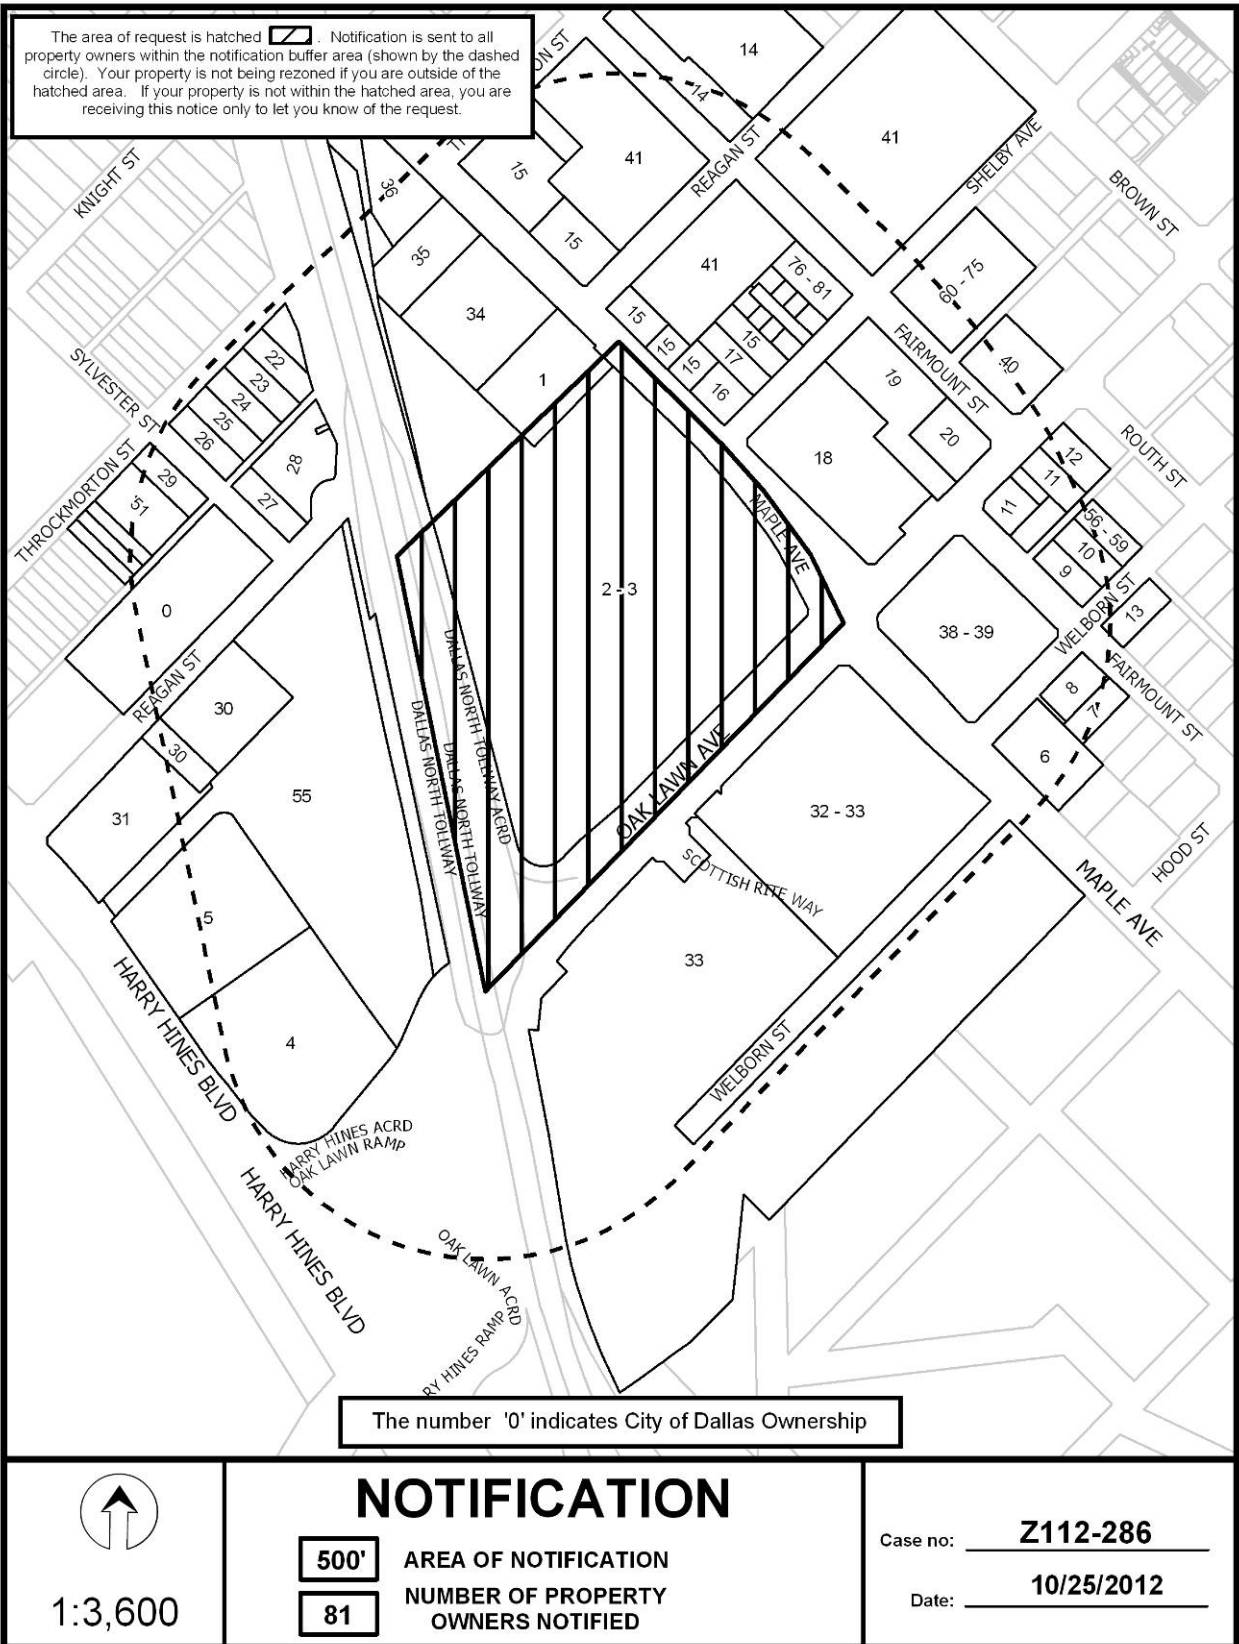 The area of request is hatched . Notification is sent to all
property owners within the notification buffer area (shown by the dashed
circle). Your property is not being rezoned if you are outside of the
hatched area. If your property is not within the hatched area, you are
receiving this notice only to let you know of the request.
ON ST
KNIGHT ST
14
14
41
41
15
36
REAGAN ST
SHELBY AVE
BROWN ST
15
35
41
76 - 81
60 - 75
34
15
15
15
15
17
16
FAIRMOUNT ST
40
SYLVESTER ST
22
23
24
25
26
1
19
20
THROCKMORTON ST
29
51
28
27
18
12
11
11
ROUTH ST
56 - 59
10
9
MAPLE AVE
2 - 3
0
38 - 39
WELBORN ST
13
REAGAN ST
30
30
DALLAS NORTH TOLLWAY ACRD
DALLAS NORTH TOLLWAY
DALLAS NORTH TOLLWAY
8
7
FAIRMOUNT ST
6
OAK LAWN AVE
55
31
32 - 33
SCOTTISH RITE WAY
HOOD ST
MAPLE AVE
5
33
HARRY HINES BLVD
4
WELBORN ST
HARRY HINES ACRD
OAK LAWN RAMP
HARRY HINES BLVD
OAK LAWN ACRD
RY HINES RAMP
The number '0' indicates City of Dallas Ownership
1:3,600
NOTIFICATION
500' AREA OF NOTIFICATION
81 NUMBER OF PROPERTY
OWNERS NOTIFIED
Case no: Z112-286
Date: 10/25/2012